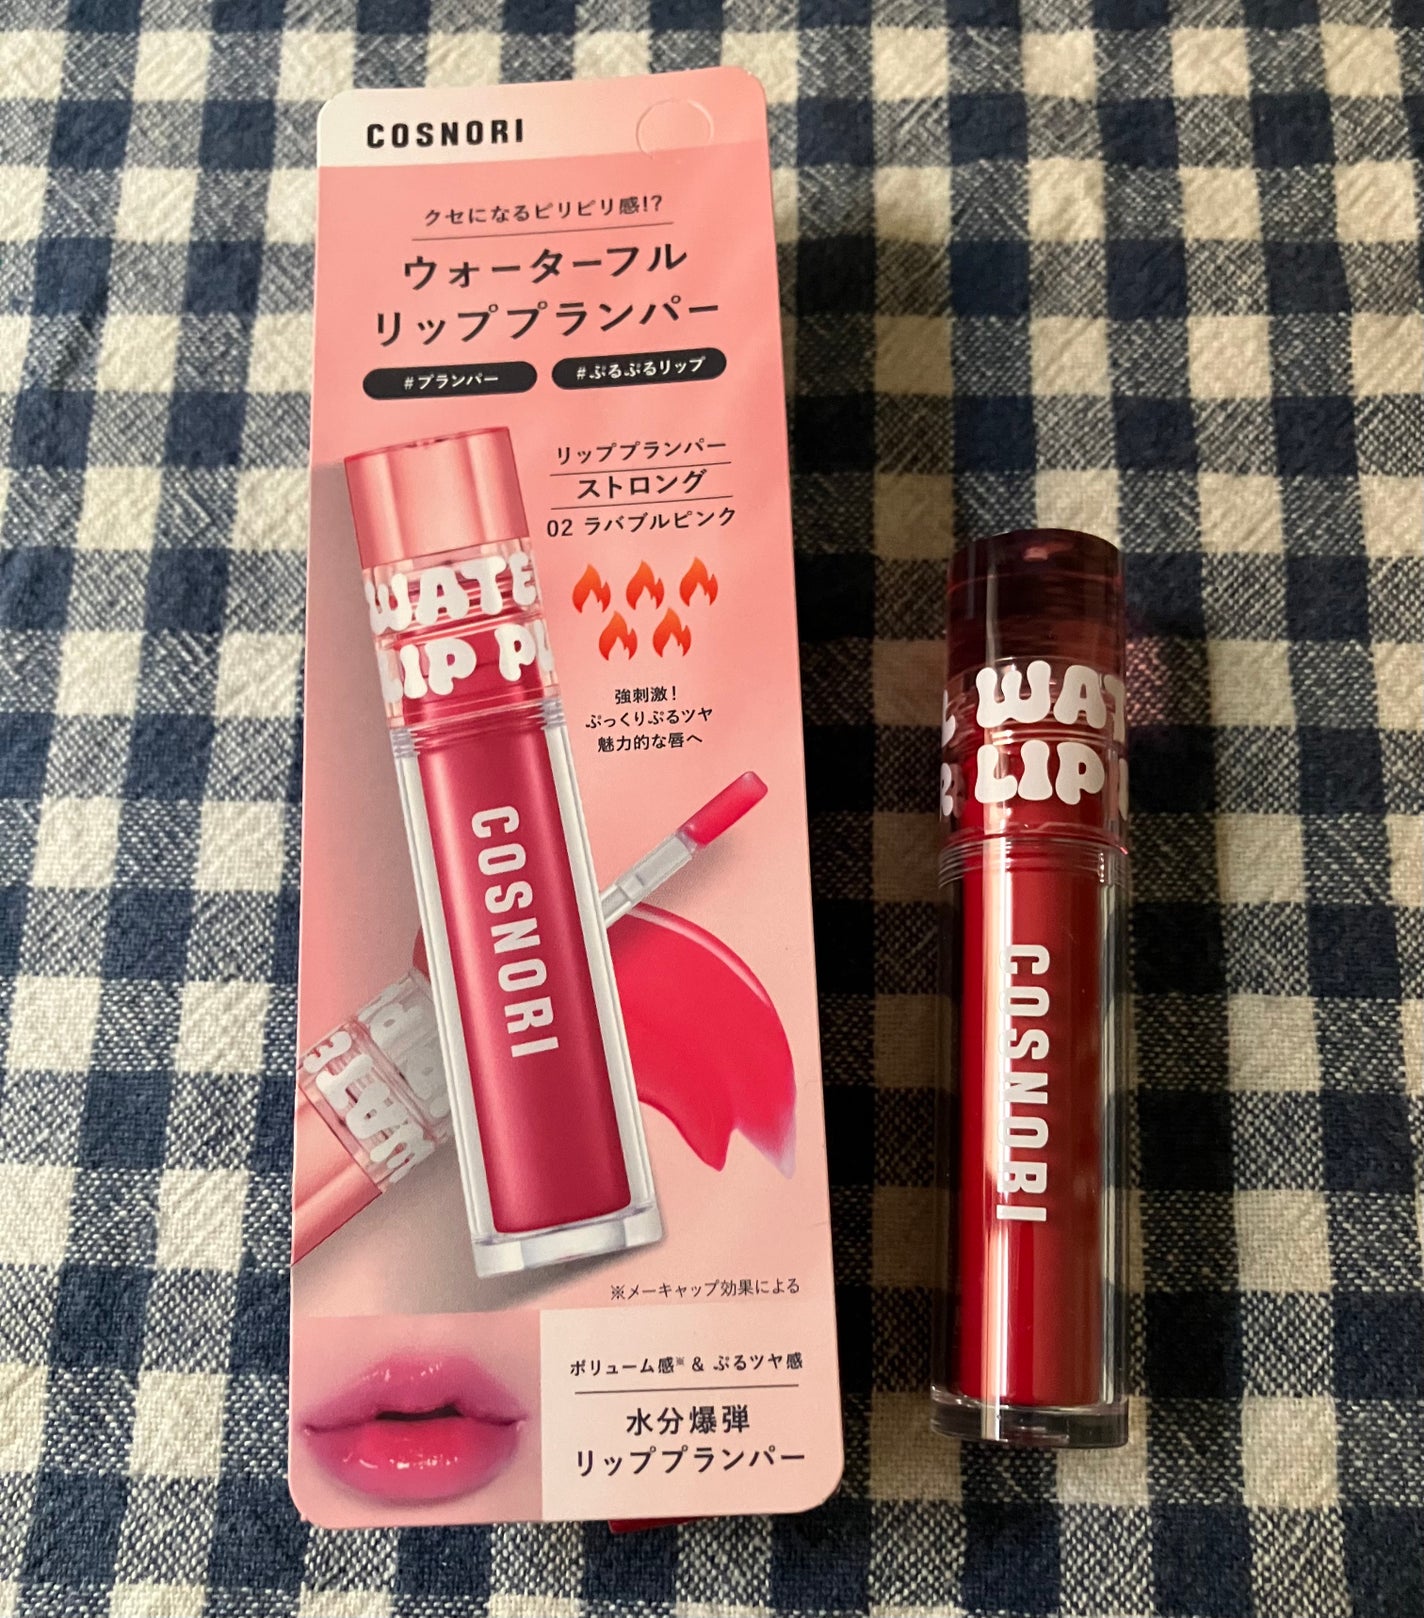 COSNORI
クセになるピリピリ感!?
ウォーターフル
リッププランパー
#プランパー
#ぷるぷるリップ
リッププランパー
ストロング
02 ラバブルピンク
WATE
LIP PL
強刺激!
ぷっくりぷるツヤ
魅力的な唇へ
COSNORI
WATE
※メーキャップ効果による
ボリューム感※ & ぷるツヤ感
水分爆弾
リッププランパー
WAT
LIP
COSNORI